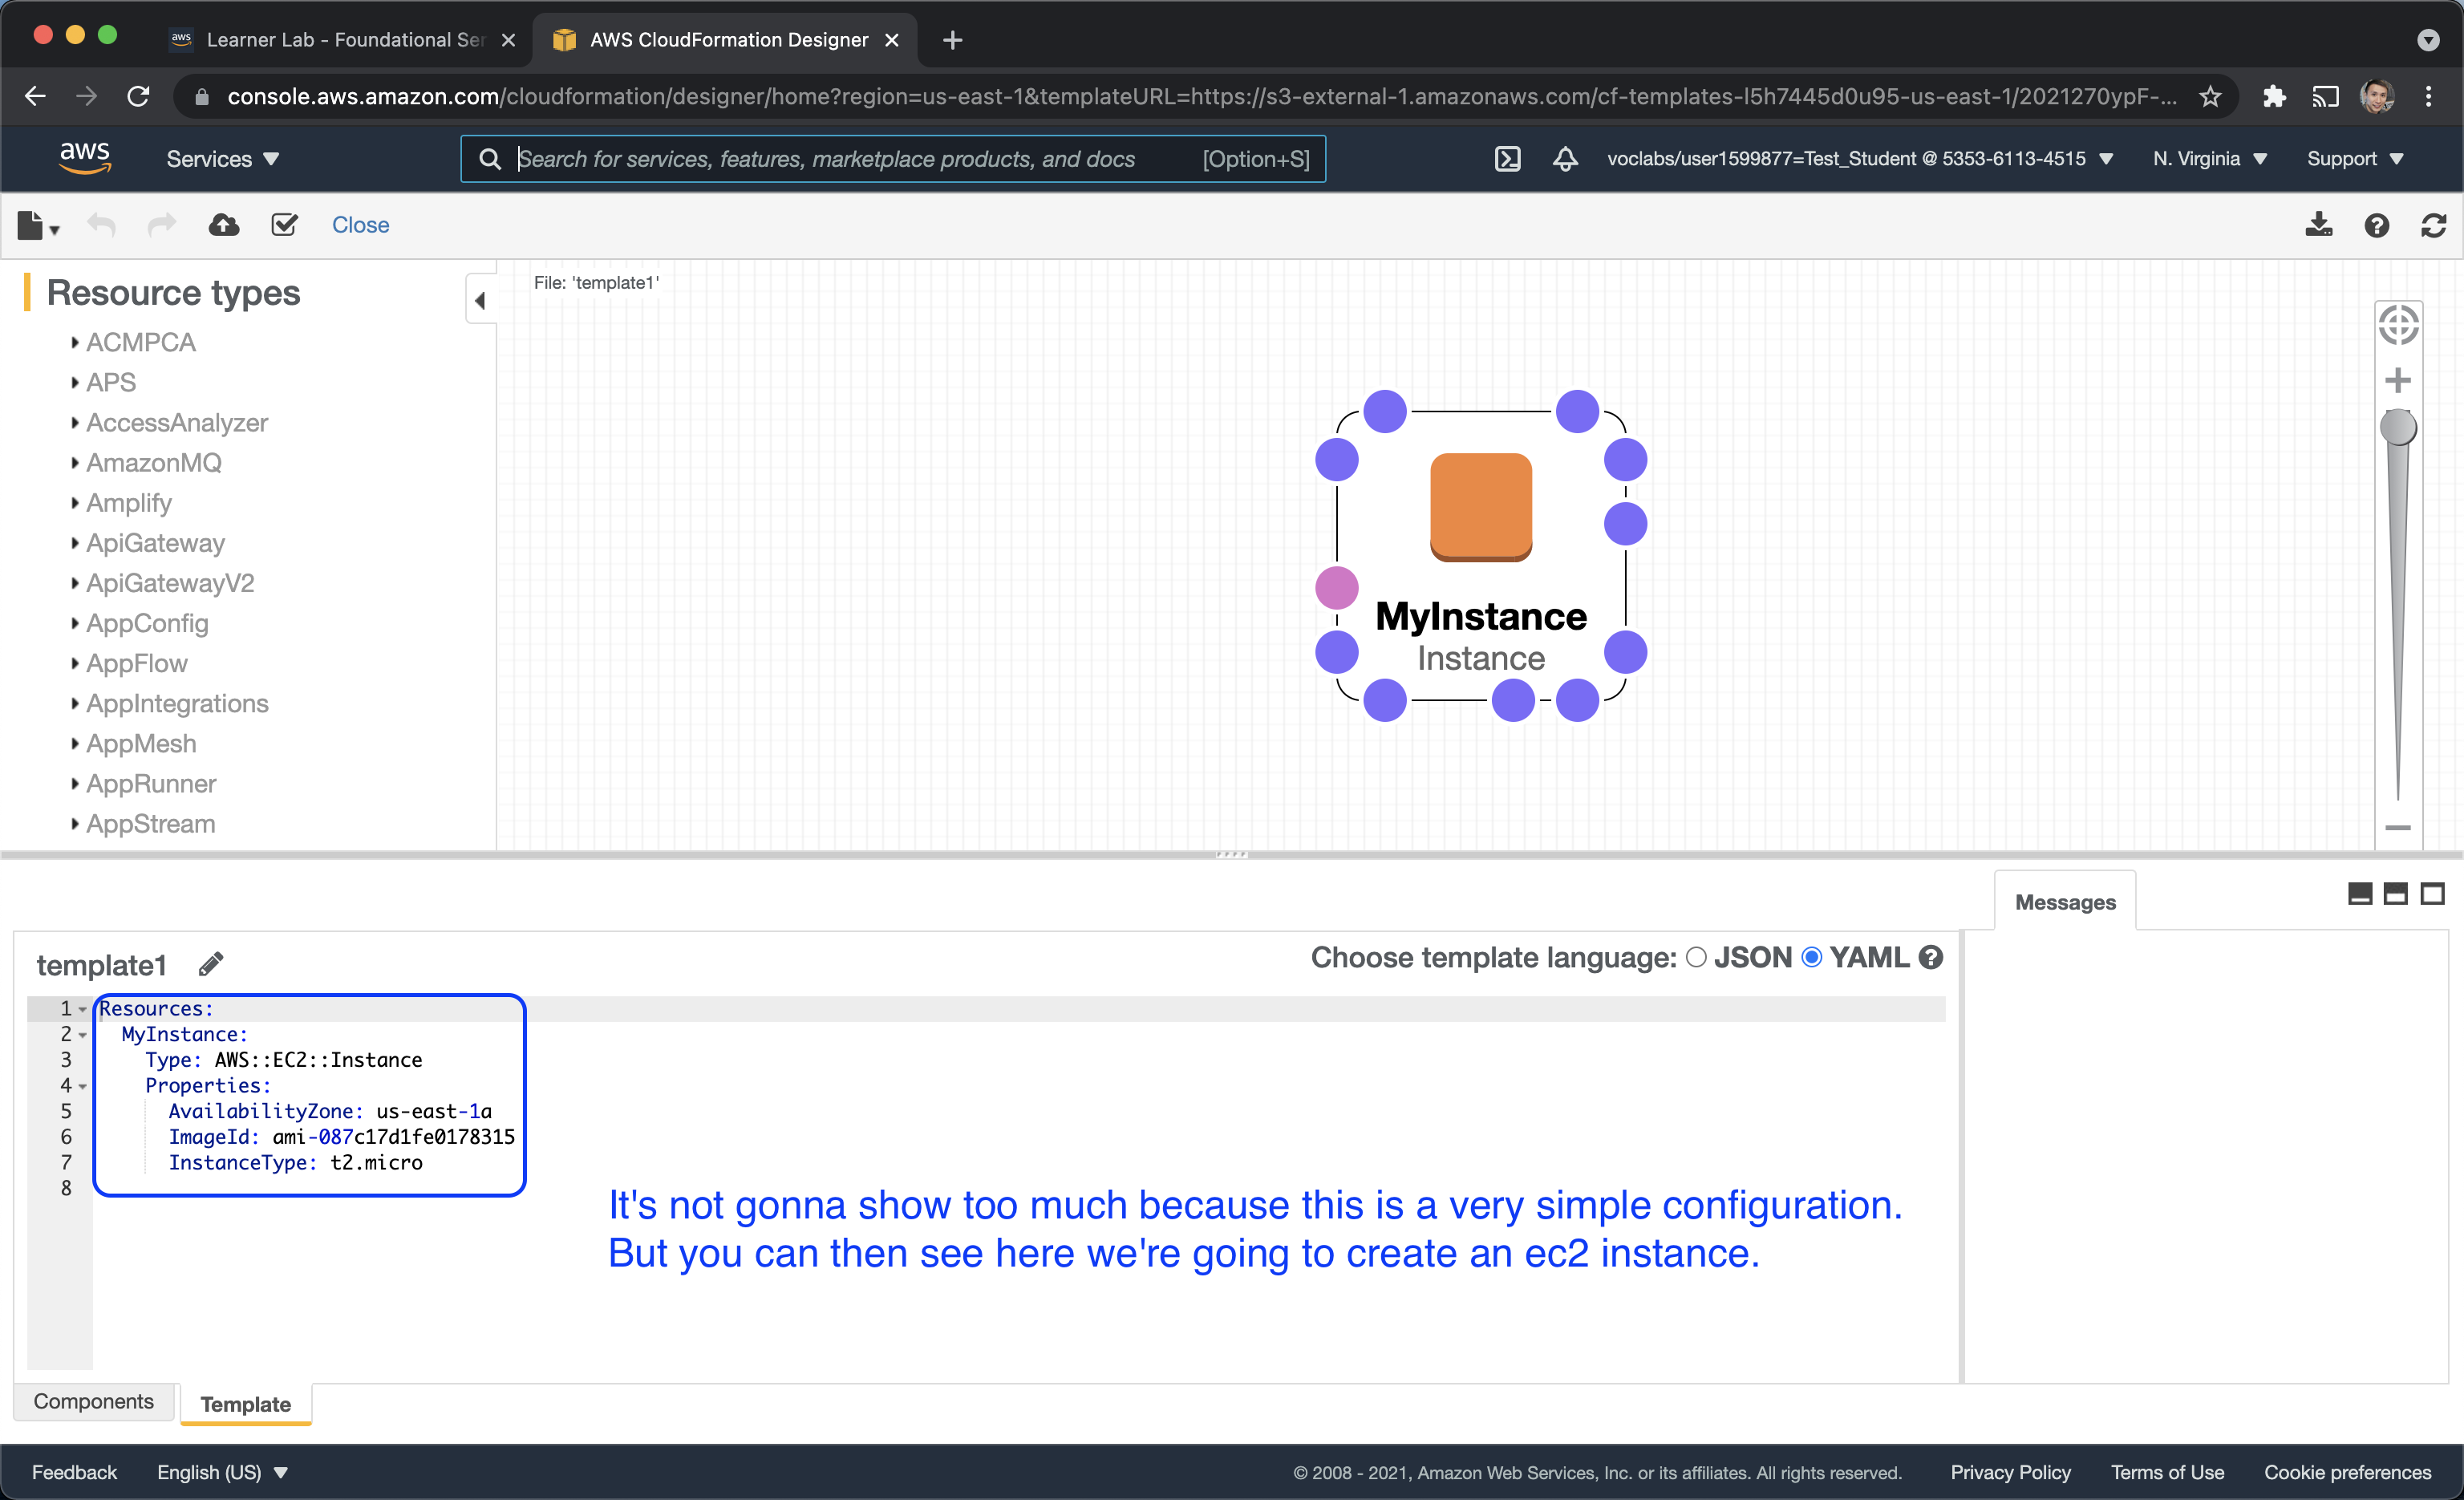 aws Learner Lab - Foundational Ser
AWS CloudFormation Designer
console.aws.amazon.com/cloudformation/designer/home?region=us-east-1&templateURL=https://s3-external-1.amazonaws.com/cf-templates-l5h7445d0u95-us-east-1/2021270ypF-...
aws Services Search for services, features, marketplace products, and docs [Option+S] voclabs/user1599877=Test_Student @ 5353-6113-4515 N. Virginia Support
Close
Resource types
ACMPCA
APS
AccessAnalyzer
AmazonMQ
Amplify
ApiGateway
ApiGatewayV2
AppConfig
AppFlow
AppIntegrations
AppMesh
AppRunner
AppStream
File: 'template1'
MyInstance
Instance
Messages
template1
Choose template language: JSON YAML
1 Resources:
2 MyInstance:
3 Type: AWS::EC2::Instance
4 Properties:
5 AvailabilityZone: us-east-1a
6 ImageId: ami-087c17d1fe0178315
7 InstanceType: t2.micro
8
It's not gonna show too much because this is a very simple configuration.
But you can then see here we're going to create an ec2 instance.
Components Template
Feedback English (US) © 2008 - 2021, Amazon Web Services, Inc. or its affiliates. All rights reserved. Privacy Policy Terms of Use Cookie preferences